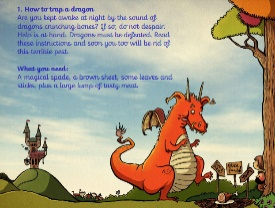 1. How to trap a dragon
Are you kept awake at night by the sound of
dragons crunching bones? If so, do not despair.
Help is at hand. Dragons must be defeated. Read
these instructions and soon you too will be rid of
this terrible pest.
What you need:
A magical spade, a brown sheet, some leaves and
sticks, plus a large lump of tasty meat.